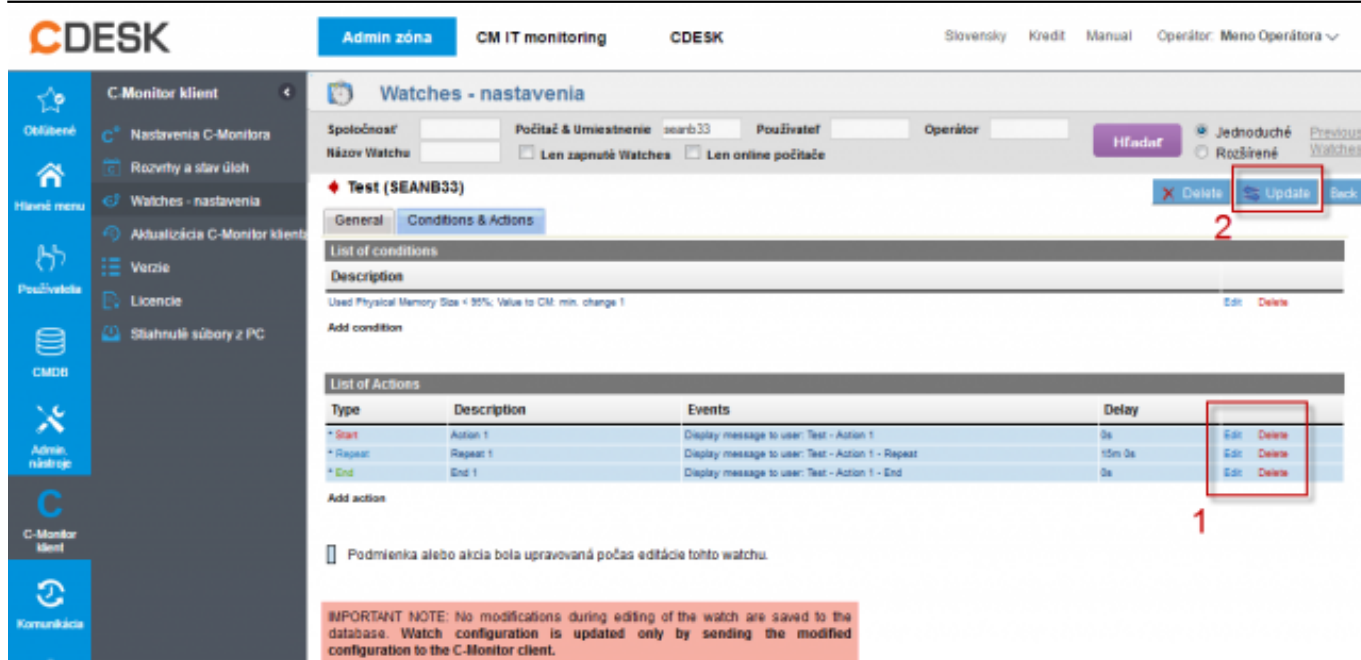 CDESK
Admin zóna CM IT monitoring CDESK Slovensky Kredit Manual Operátor: Meno Operátora
Obľúbené
Hlavné menu
Používatelia
CMDB
Admin. nástroje
C-Monitor klient
Komunikácia
C-Monitor klient
Nastavenia C-Monitora
Rozvrhy a stav úloh
Watches - nastavenia
Aktualizácia C-Monitor klienta
Verzie
Licencie
Stiahnuté súbory z PC
Watches - nastavenia
Spoločnosť Počítač & Umiestnenie seanb33 Používateľ Operátor
Názov Watchu Len zapnuté Watches Len online počítače
Hľadať
Jednoduché
Rozšírené
Previous
Watches
Test (SEANB33)
Delete Update Back
2
General Conditions & Actions
List of conditions
Description
Used Physical Memory Size < 95%; Value to CM: min. change 1 Edit Delete
Add condition
List of Actions
Type Description Events Delay
* Start Action 1 Display message to user: Test - Action 1 0s Edit Delete
* Repeat Repeat 1 Display message to user: Test - Action 1 - Repeat 15m 0s Edit Delete
* End End 1 Display message to user: Test - Action 1 - End 0s Edit Delete
Add action
1
Podmienka alebo akcia bola upravovaná počas editácie tohto watchu.
IMPORTANT NOTE: No modifications during editing of the watch are saved to the
database. Watch configuration is updated only by sending the modified
configuration to the C-Monitor client.